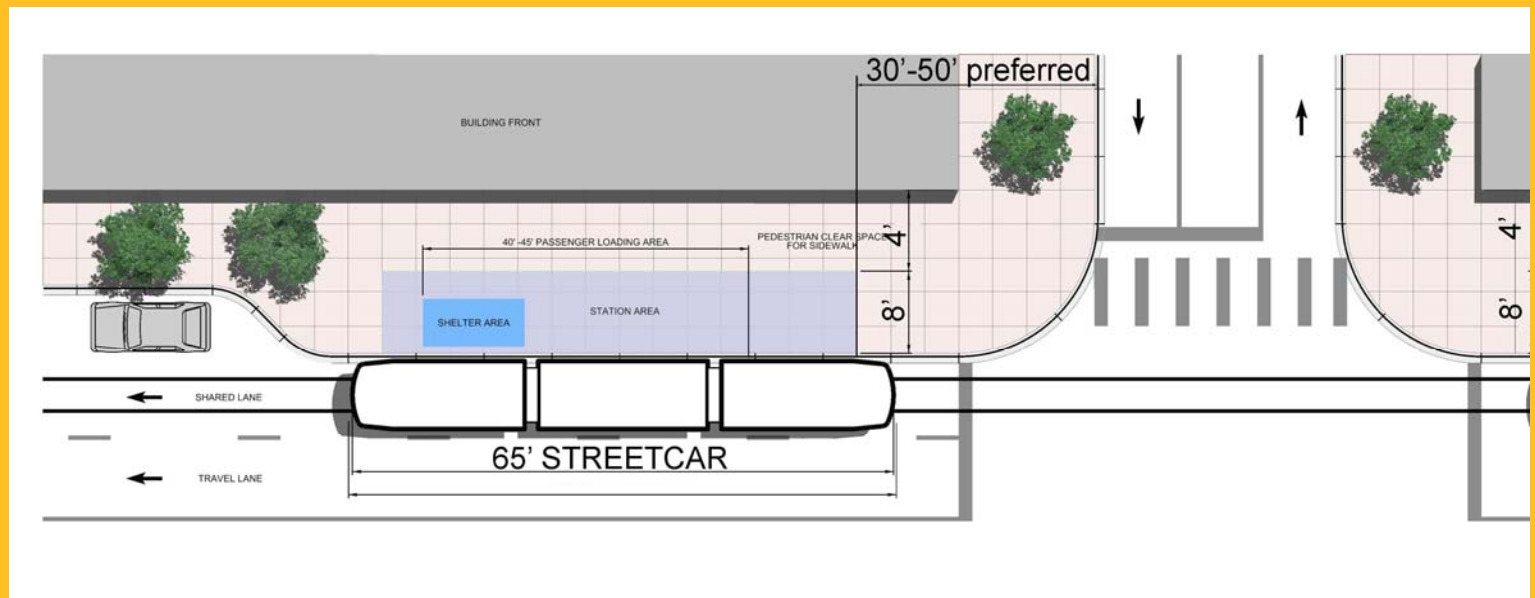 30'-50' preferred
BUILDING FRONT
40' -45' PASSENGER LOADING AREA
PEDESTRIAN CLEAR SPACE
FOR SIDEWALK
4'
4'
8'
8'
SHELTER AREA
STATION AREA
SHARED LANE
65' STREETCAR
TRAVEL LANE